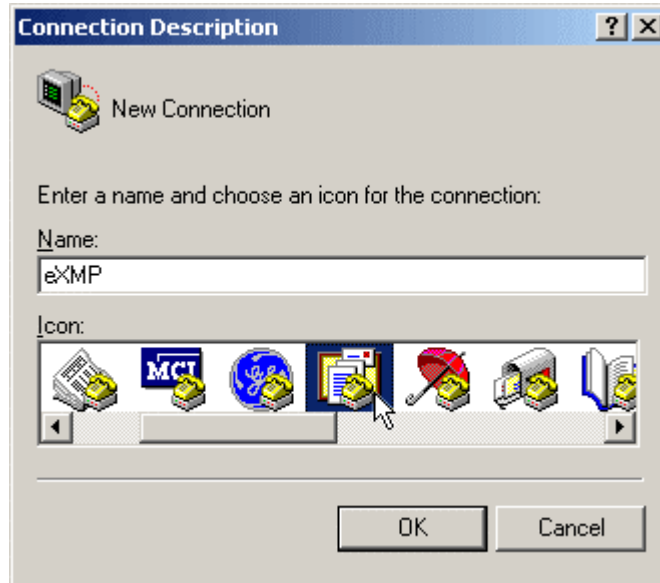 Connection Description
New Connection
Enter a name and choose an icon for the connection:
Name:
eXMP
Icon:
MCI
OK Cancel